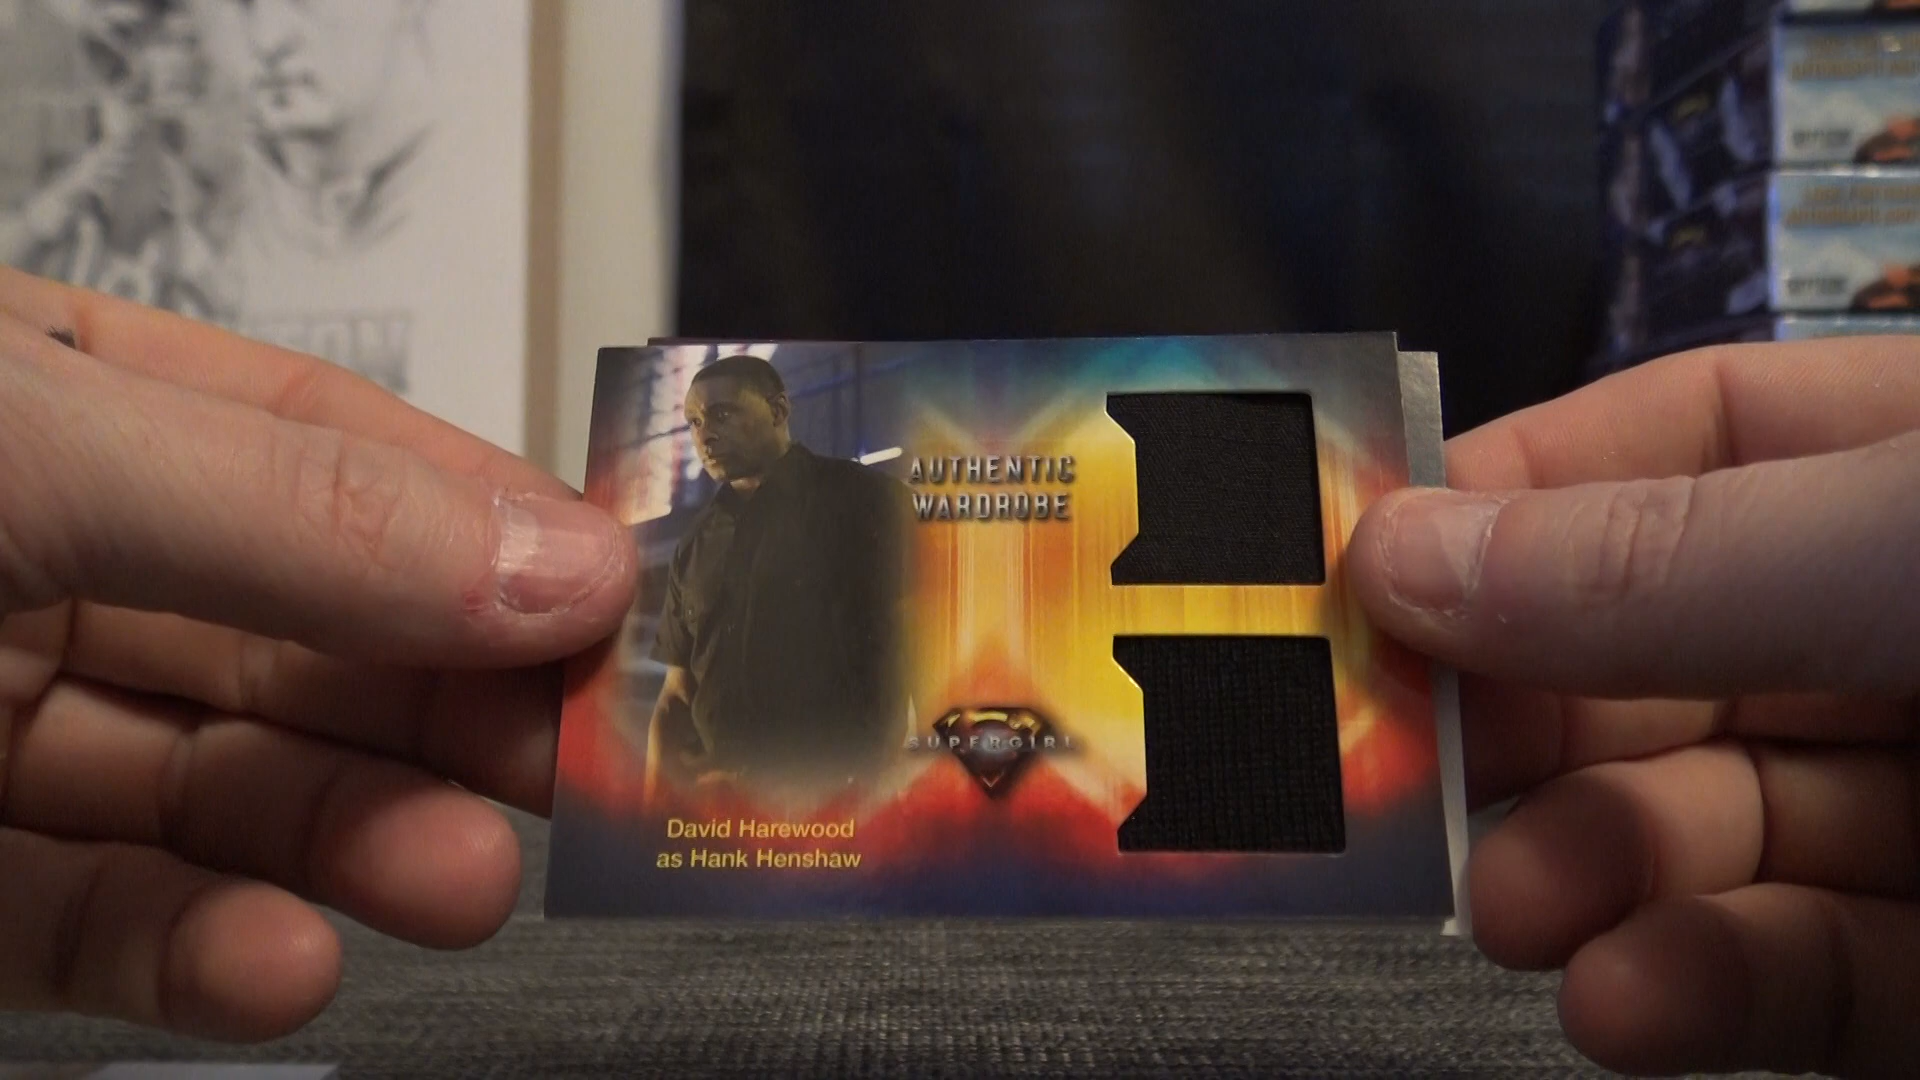 AUTHENTIC
WARDROBE
SUPERGIRL
David Harewood
as Hank Henshaw